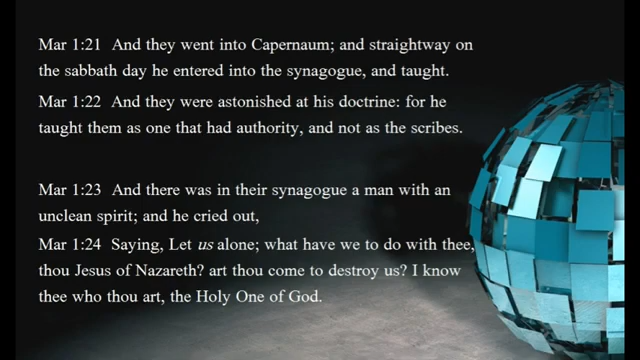 Mar 1:21 And they went into Capernaum; and straightway on
the sabbath day he entered into the synagogue, and taught.
Mar 1:22 And they were astonished at his doctrine: for he
taught them as one that had authority, and not as the scribes.
Mar 1:23 And there was in their synagogue a man with an
unclean spirit; and he cried out,
Mar 1:24 Saying, Let us alone; what have we to do with thee,
thou Jesus of Nazareth? art thou come to destroy us? I know
thee who thou art, the Holy One of God.